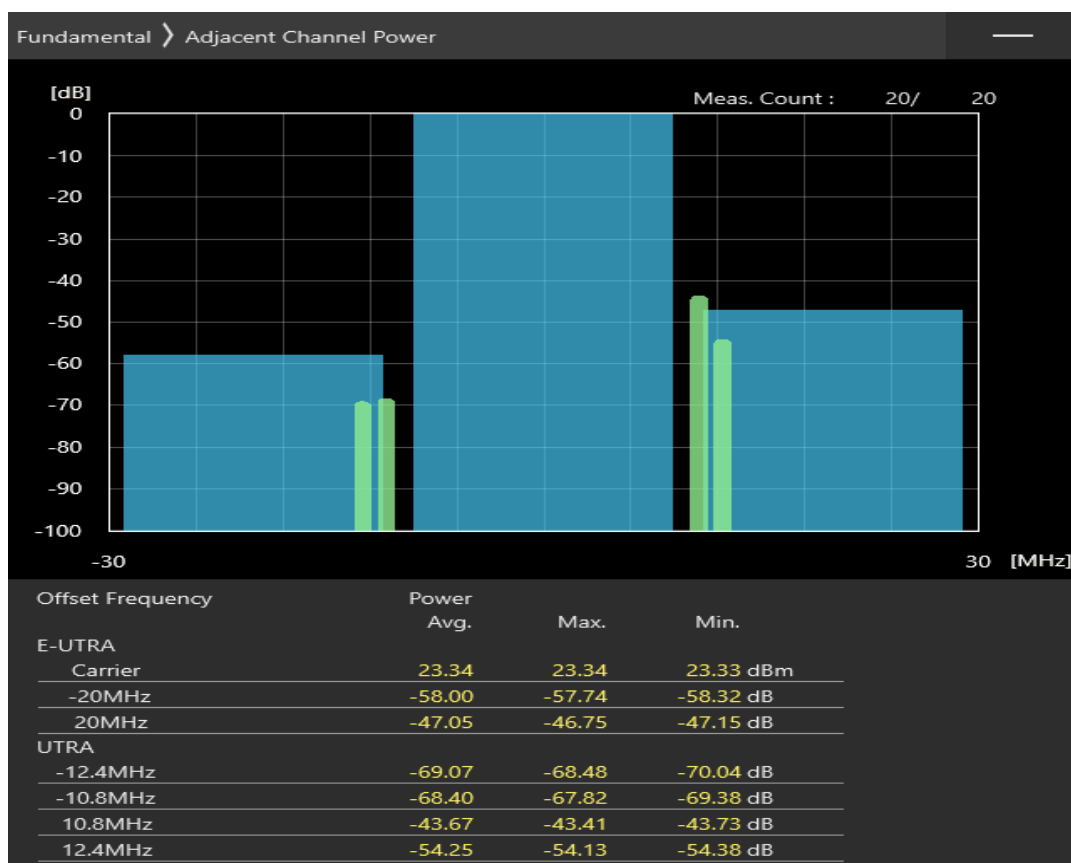 Fundamental ❯ Adjacent Channel Power
[dB]
Meas. Count : 20/ 20
0
-10
-20
-30
-40
-50
-60
-70
-80
-90
-100
-30 30 [MHz]
Offset Frequency Power
Avg. Max. Min.
E-UTRA
Carrier 23.34 23.34 23.33 dBm
-20MHz -58.00 -57.74 -58.32 dB
20MHz -47.05 -46.75 -47.15 dB
UTRA
-12.4MHz -69.07 -68.48 -70.04 dB
-10.8MHz -68.40 -67.82 -69.38 dB
10.8MHz -43.67 -43.41 -43.73 dB
12.4MHz -54.25 -54.13 -54.38 dB